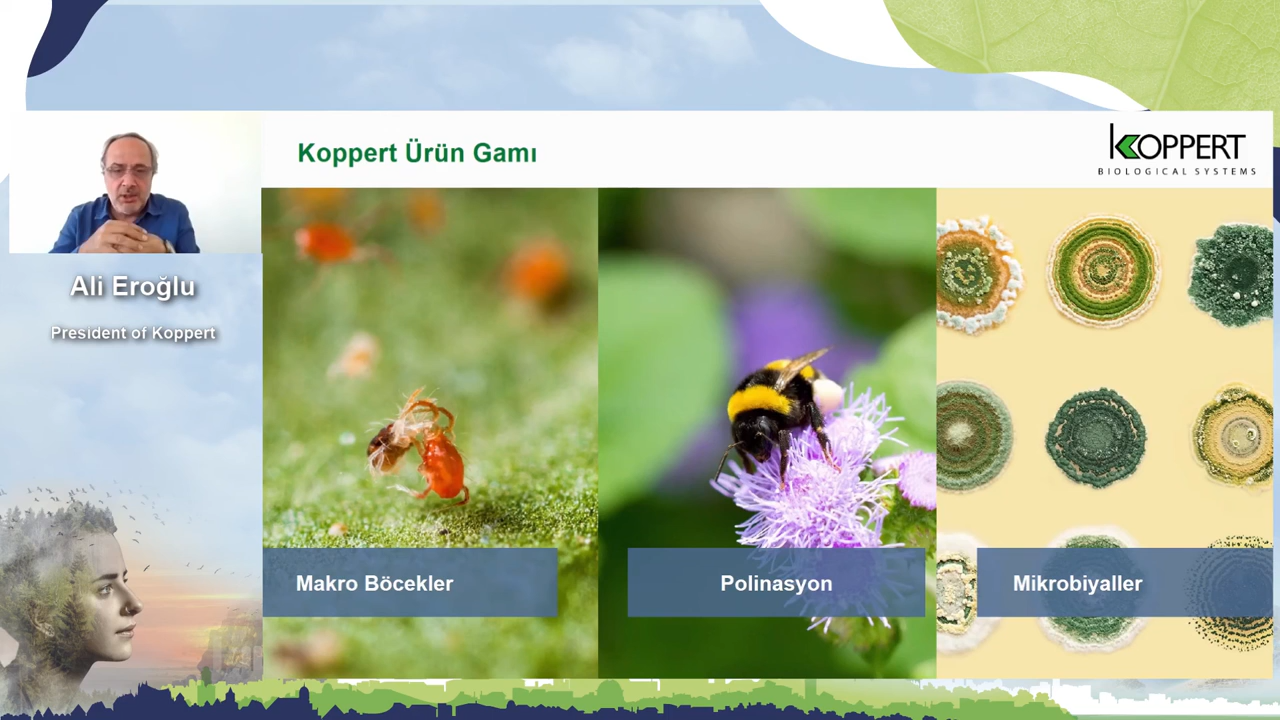 Koppert Ürün Gamı
KOPPERT
BIOLOGICAL SYSTEMS
Ali Eroğlu
President of Koppert
Makro Böcekler
Polinasyon
Mikrobiyaller